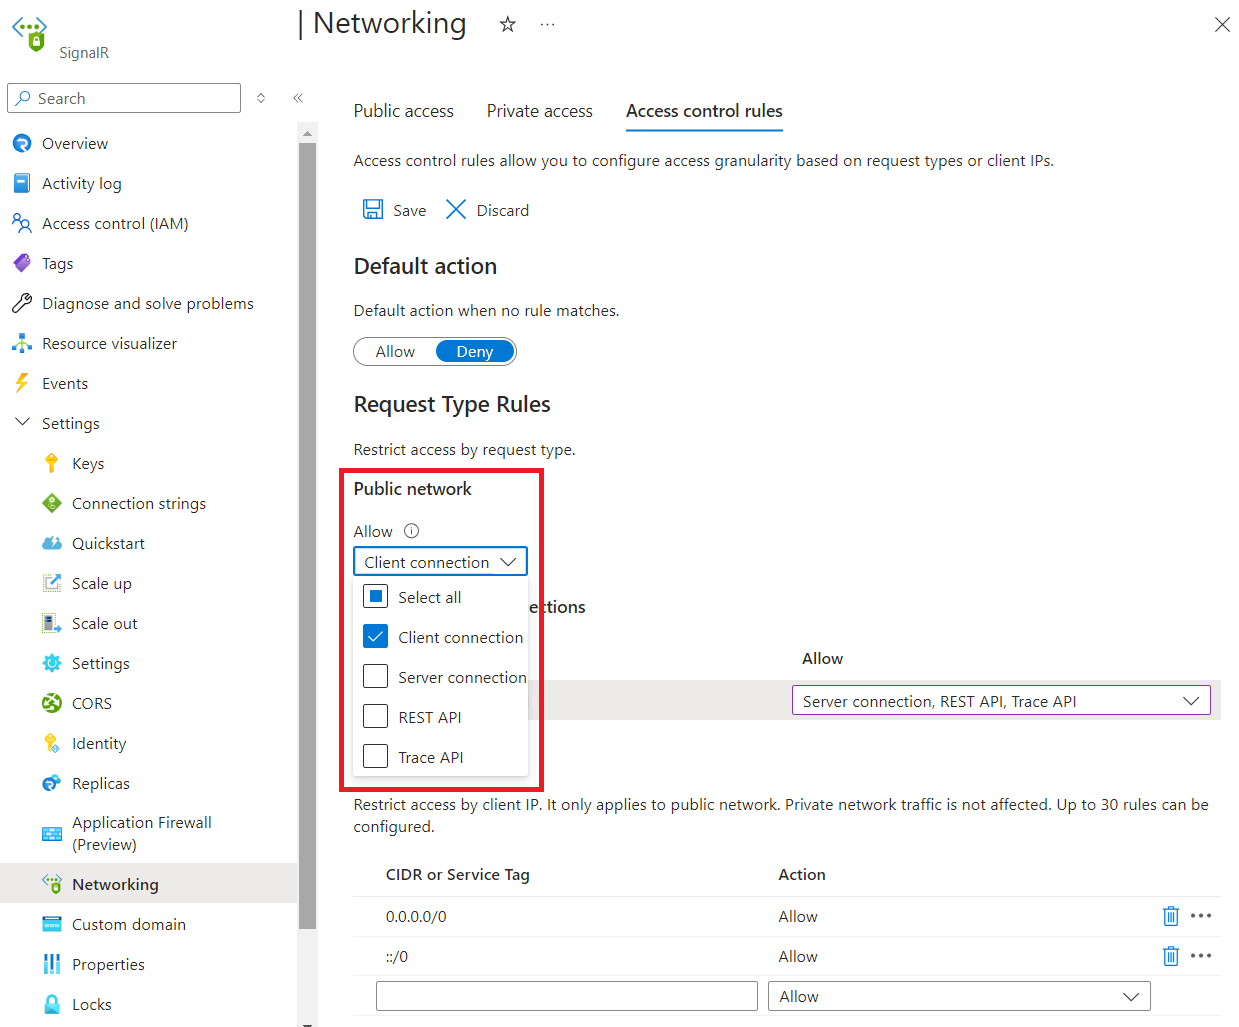 | Networking
SignalR
Search
Overview
Activity log
Access control (IAM)
Tags
Diagnose and solve problems
Resource visualizer
Events
Settings
Keys
Connection strings
Quickstart
Scale up
Scale out
Settings
CORS
Identity
Replicas
Application Firewall
(Preview)
Networking
Custom domain
Properties
Locks
Public access Private access Access control rules
Access control rules allow you to configure access granularity based on request types or client IPs.
Save Discard
Default action
Default action when no rule matches.
Allow Deny
Request Type Rules
Restrict access by request type.
Public network
Allow
Client connection
Select all
Client connection
Server connection
REST API
Trace API
Allow
Server connection, REST API, Trace API
Restrict access by client IP. It only applies to public network. Private network traffic is not affected. Up to 30 rules can be
configured.
CIDR or Service Tag Action
0.0.0.0/0 Allow
::/0 Allow
Allow